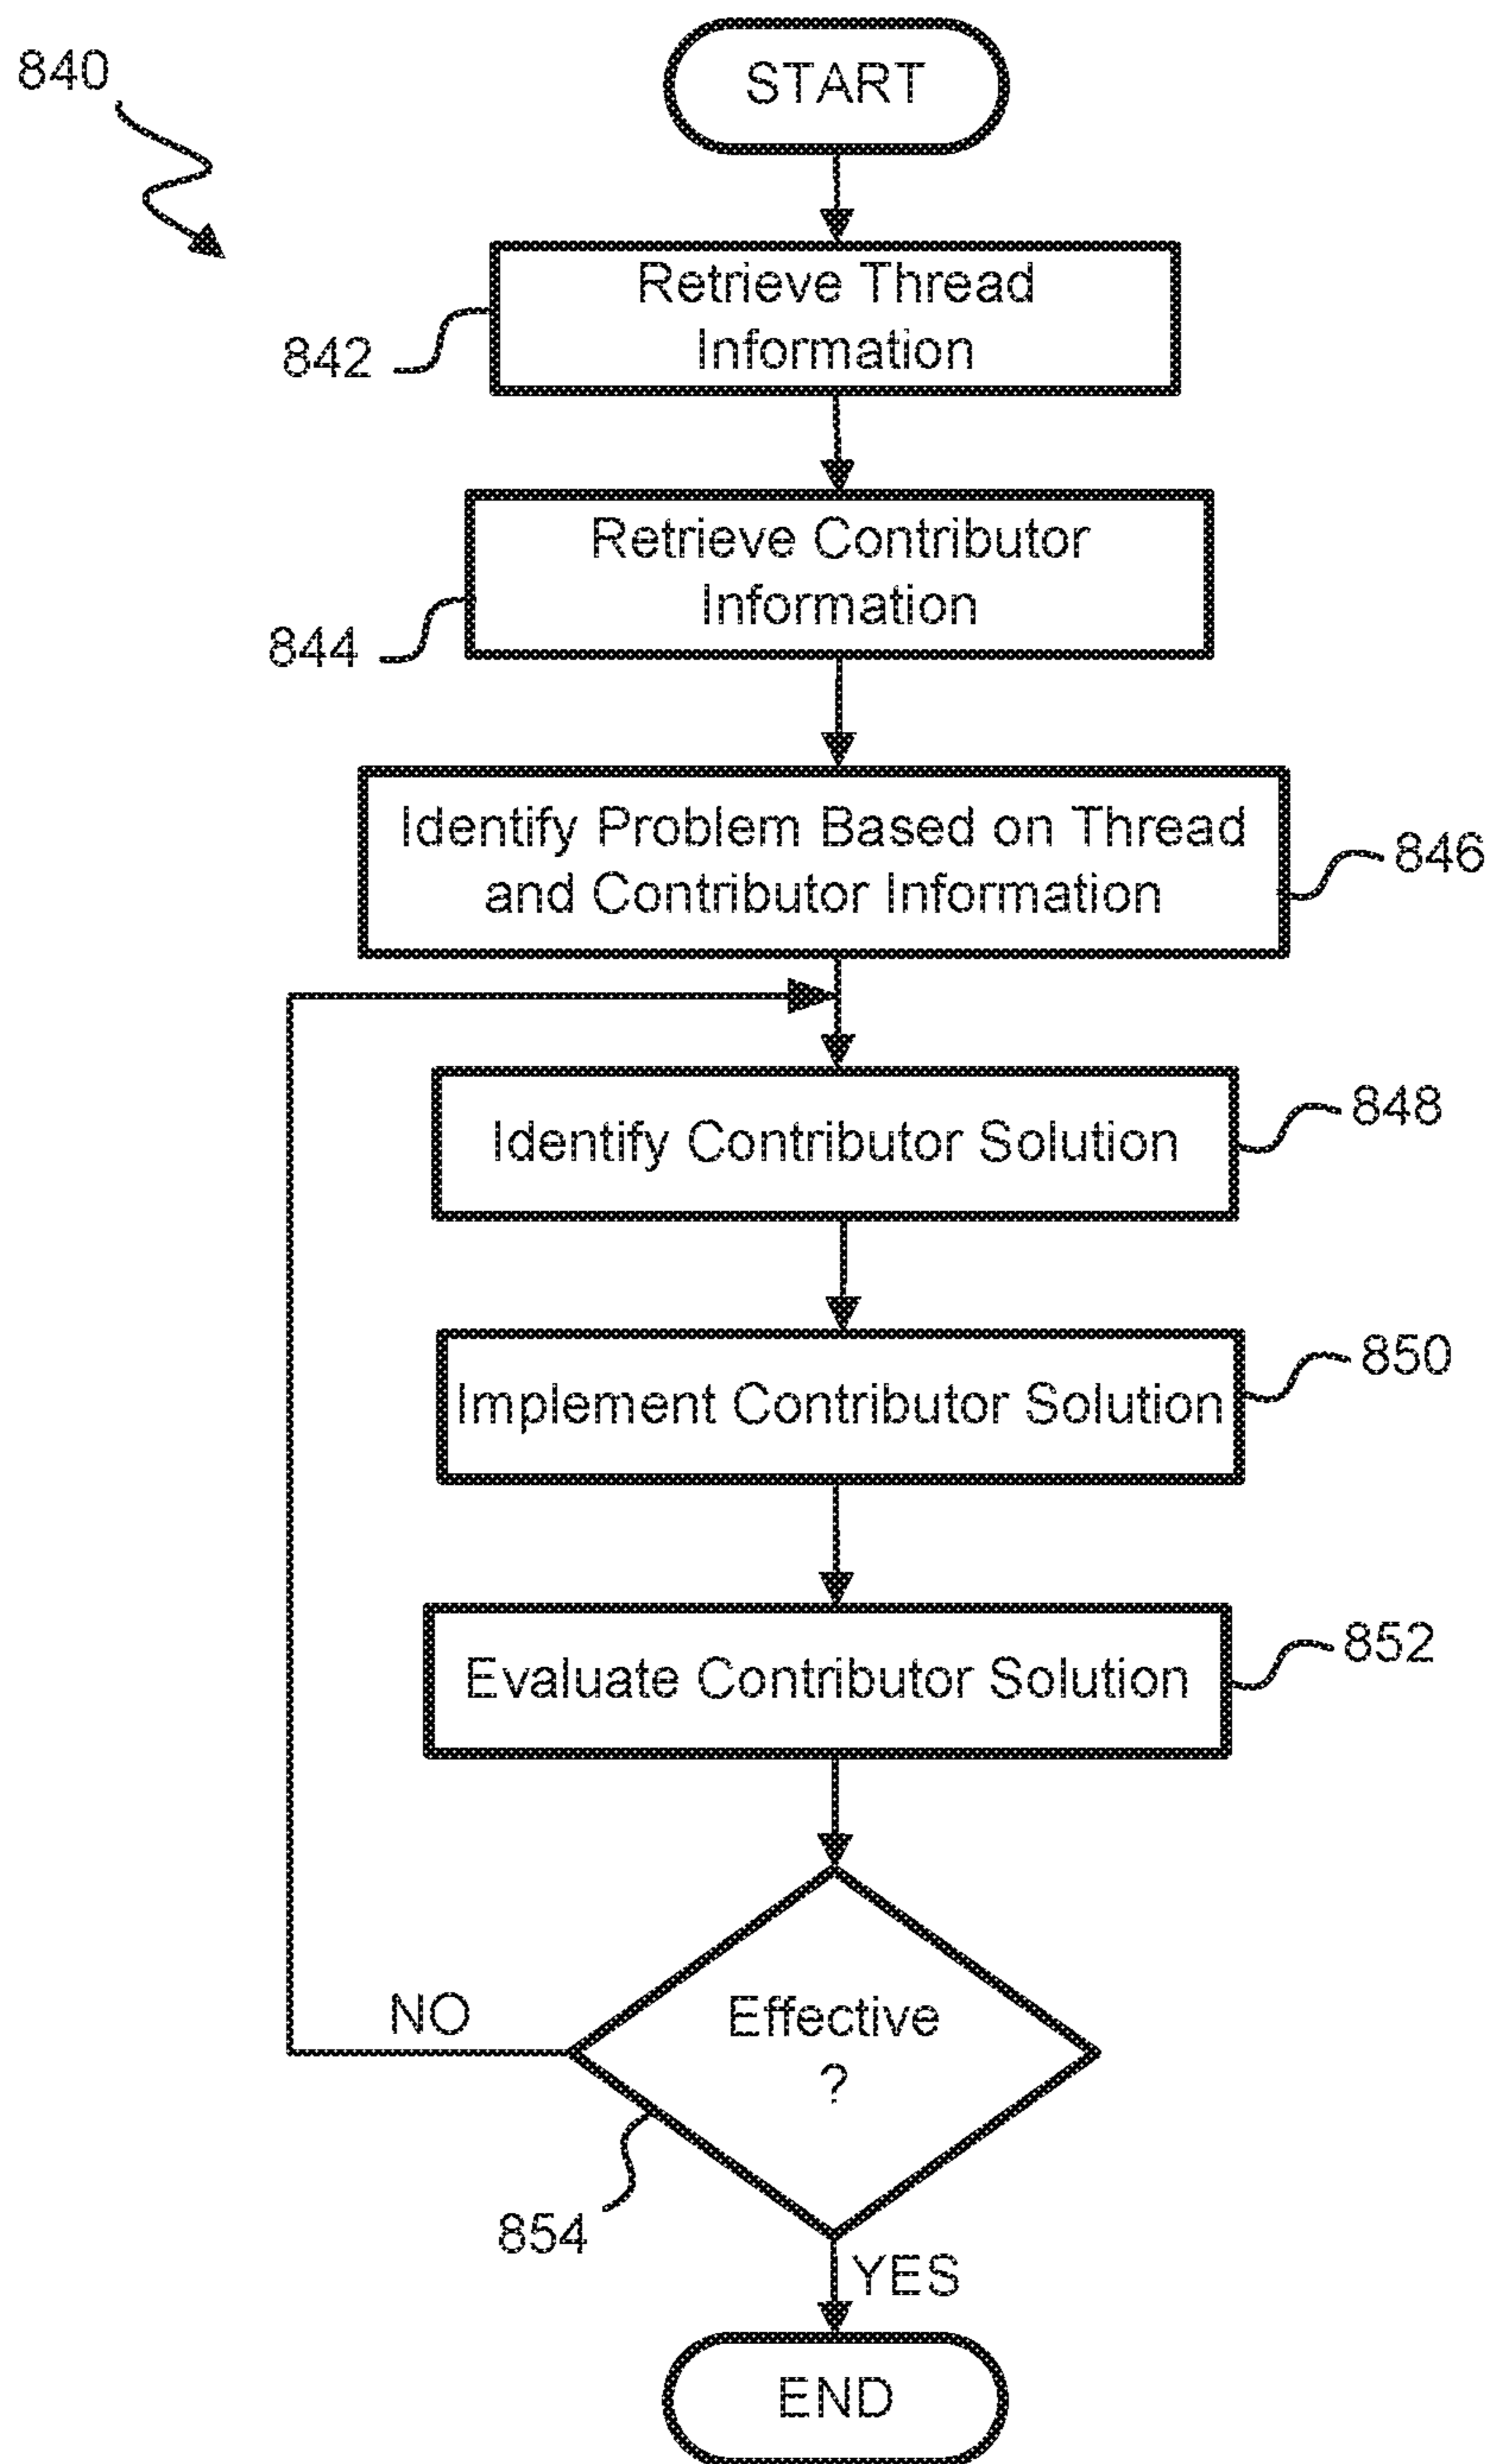 840
START
Retrieve Thread
Information
842
Retrieve Contributor
Information
844
Identify Problem Based on Thread
and Contributor Information
846
Identify Contributor Solution
848
Implement Contributor Solution
850
Evaluate Contributor Solution
852
Effective
?
NO
854
YES
END